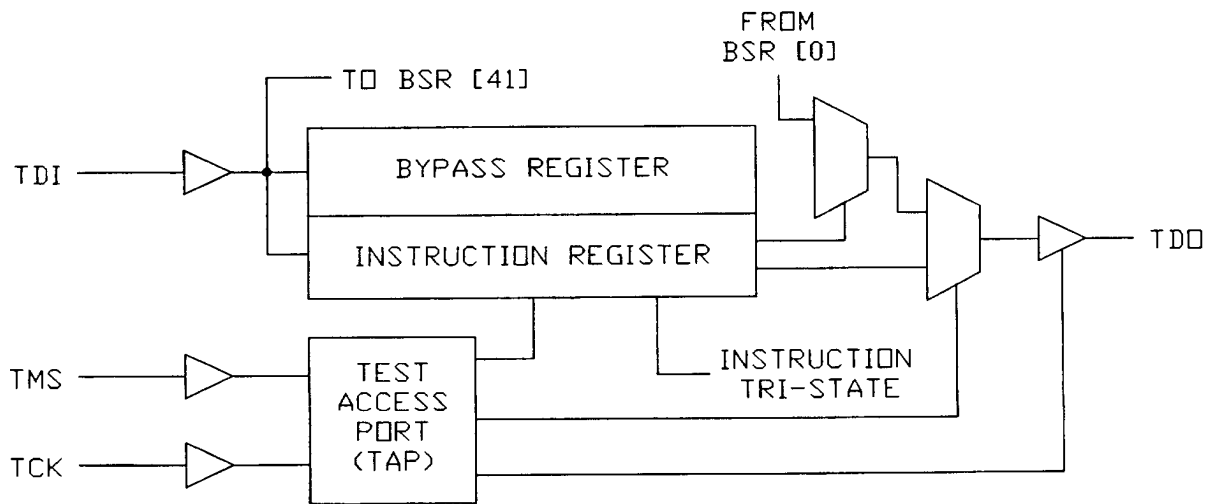 FROM
BSR [0]
TO BSR [41]
TDI
BYPASS REGISTER
INSTRUCTION REGISTER
TDO
TMS
TEST
ACCESS
PORT
(TAP)
INSTRUCTION
TRI-STATE
TCK